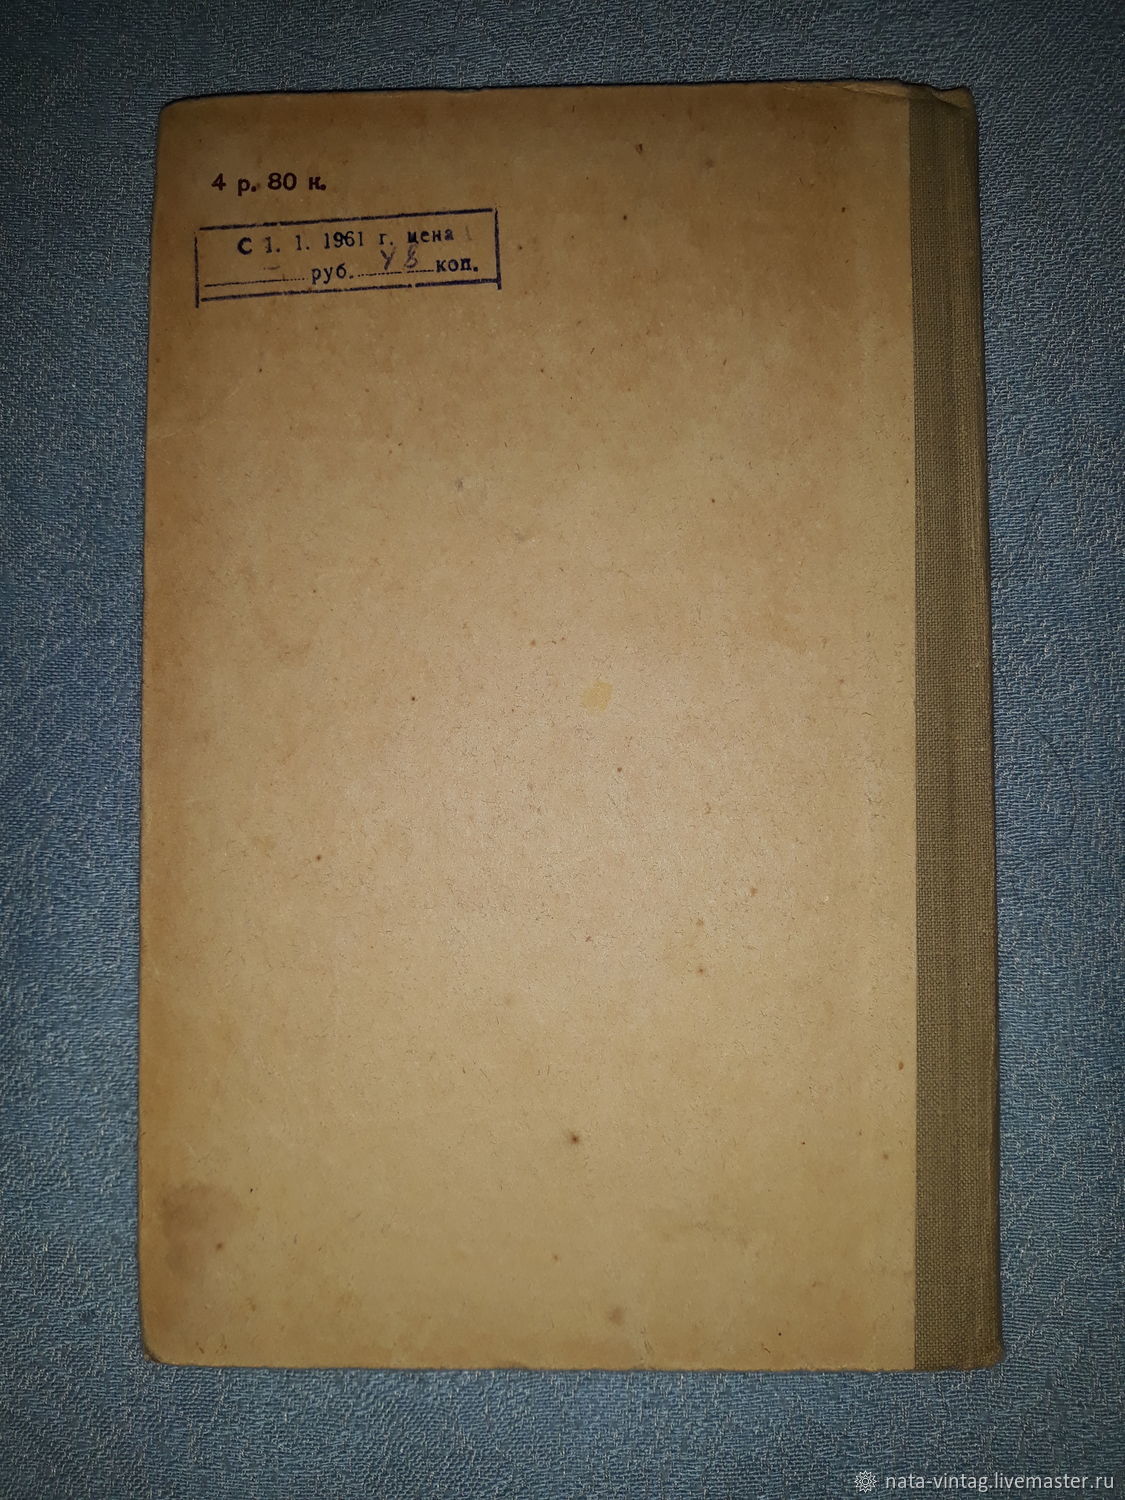 4 р. 80 к.
С 1. 1. 1961 г. цена
руб. 48 коп.
nata-vintag.livemaster.ru